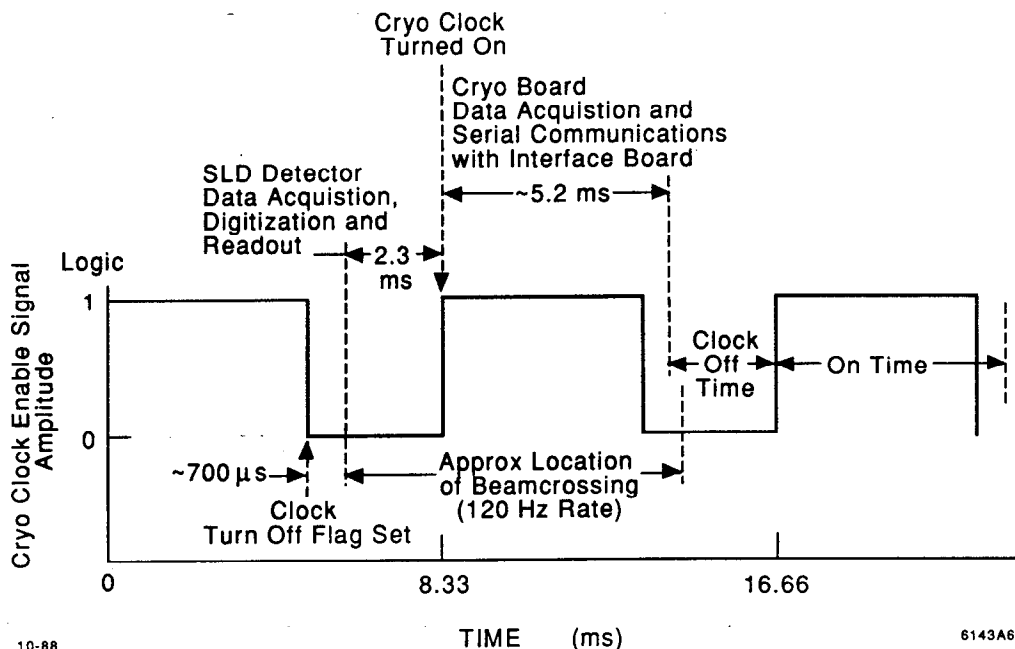 Cryo Clock
Turned On
Cryo Board
Data Acquistion and
Serial Communications
with Interface Board
~5.2 ms
SLD Detector
Data Acquistion,
Digitization and
Readout
2.3
ms
Logic
1
0
Cryo Clock Enable Signal
Amplitude
Clock
Off
Time
On Time
~700 μs
Clock
Turn Off Flag Set
Approx Location
of Beamcrossing
(120 Hz Rate)
0
8.33
16.66
TIME (ms)
10-88
6143A6